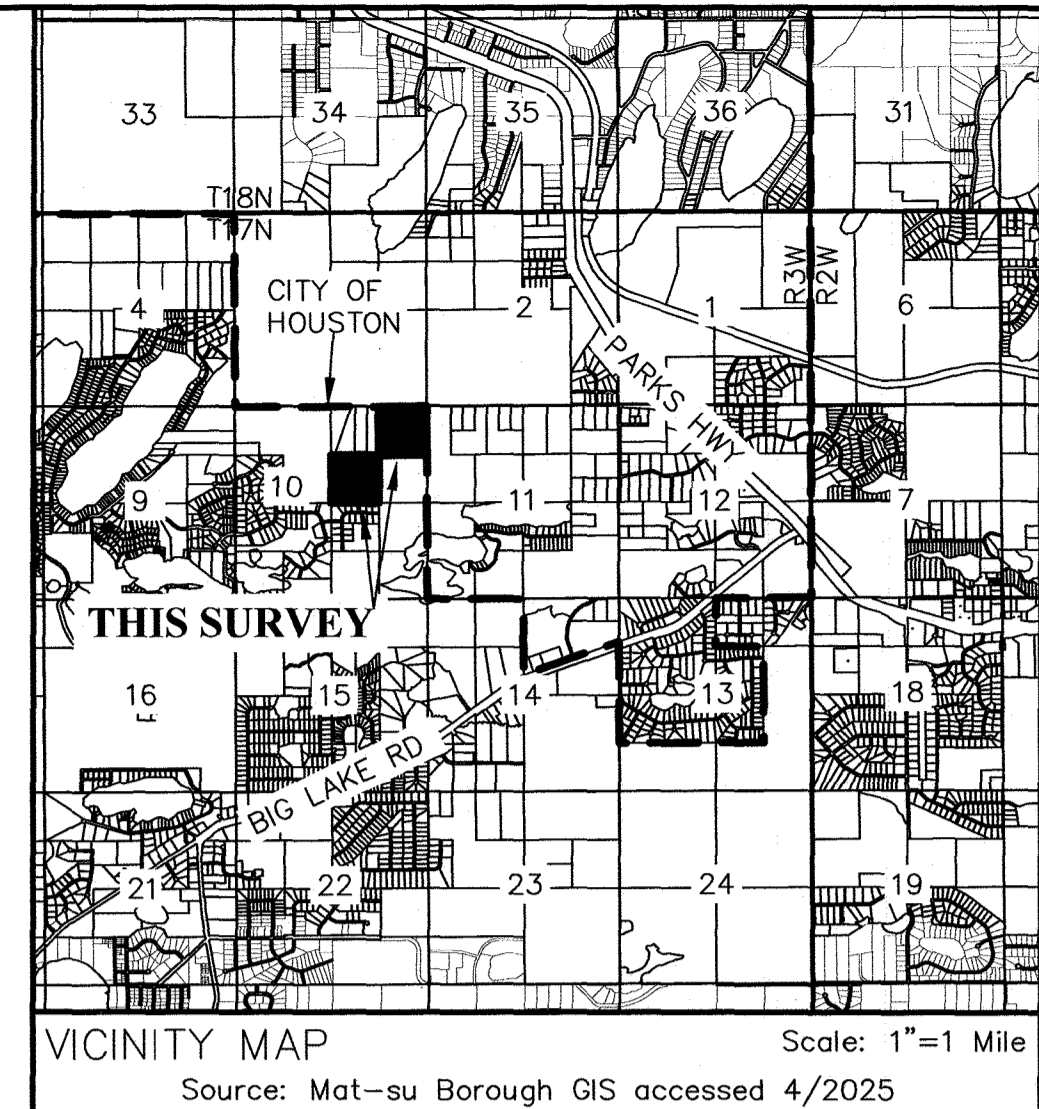 33 34 35 36 31
T18N
T17N
R3W
R2W
CITY OF
HOUSTON
4 2 1 6
PARKS HWY
9 10 11 12 7
THIS SURVEY
16 15 14 13 18
BIG LAKE RD
21 22 23 24 19
VICINITY MAP
Scale: 1"=1 Mile
Source: Mat-su Borough GIS accessed 4/2025